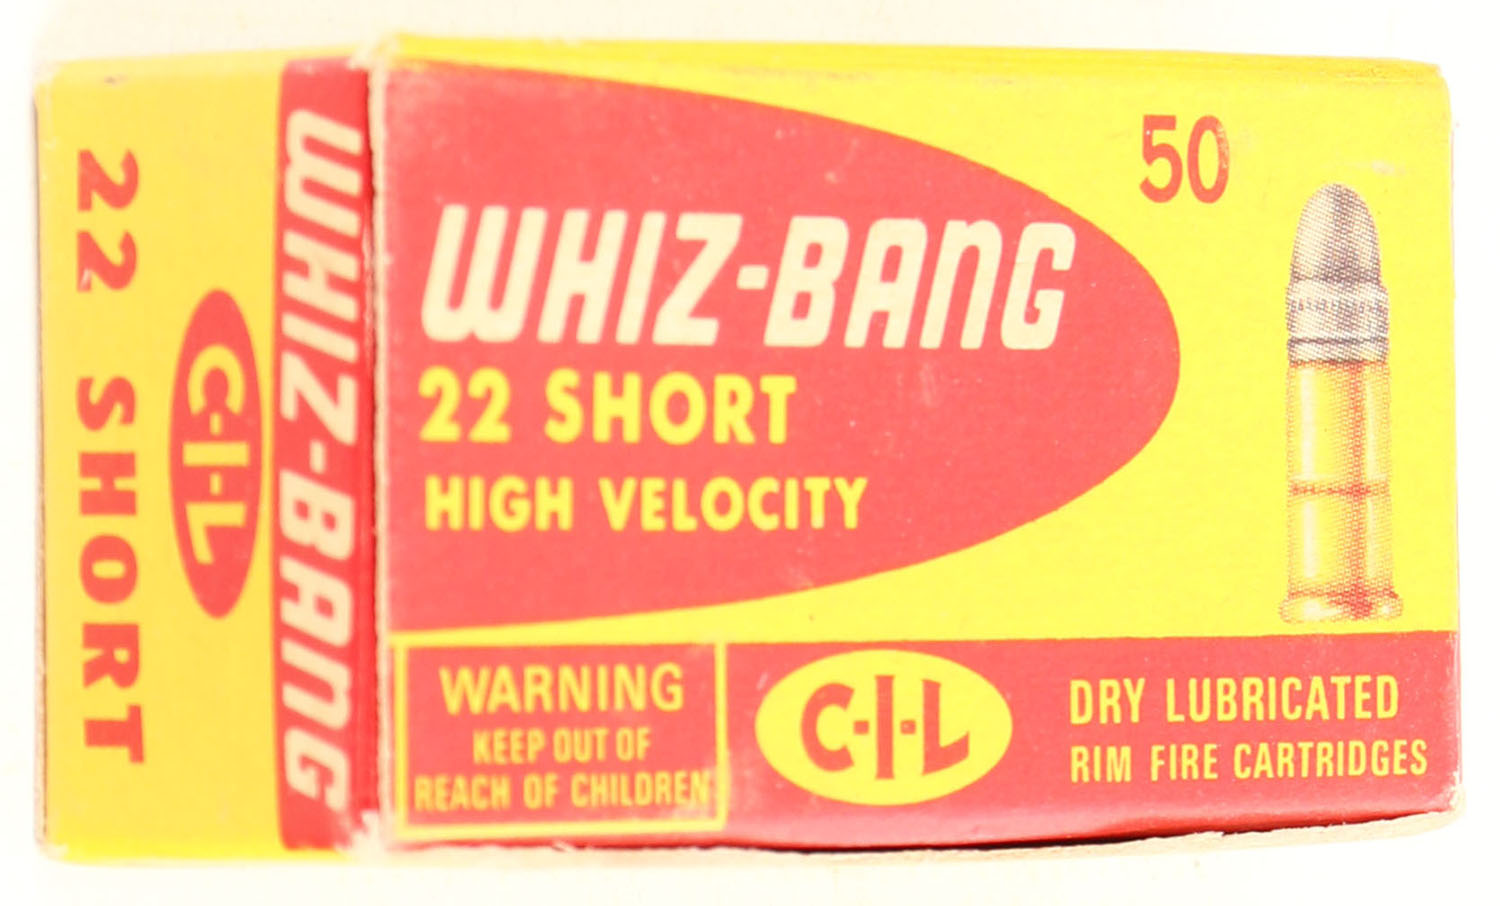 22 SHORT
C-I-L
WHIZ-BANG
50
WHIZ-BANG
22 SHORT
HIGH VELOCITY
WARNING
KEEP OUT OF
REACH OF CHILDREN
C-I-L
DRY LUBRICATED
RIM FIRE CARTRIDGES